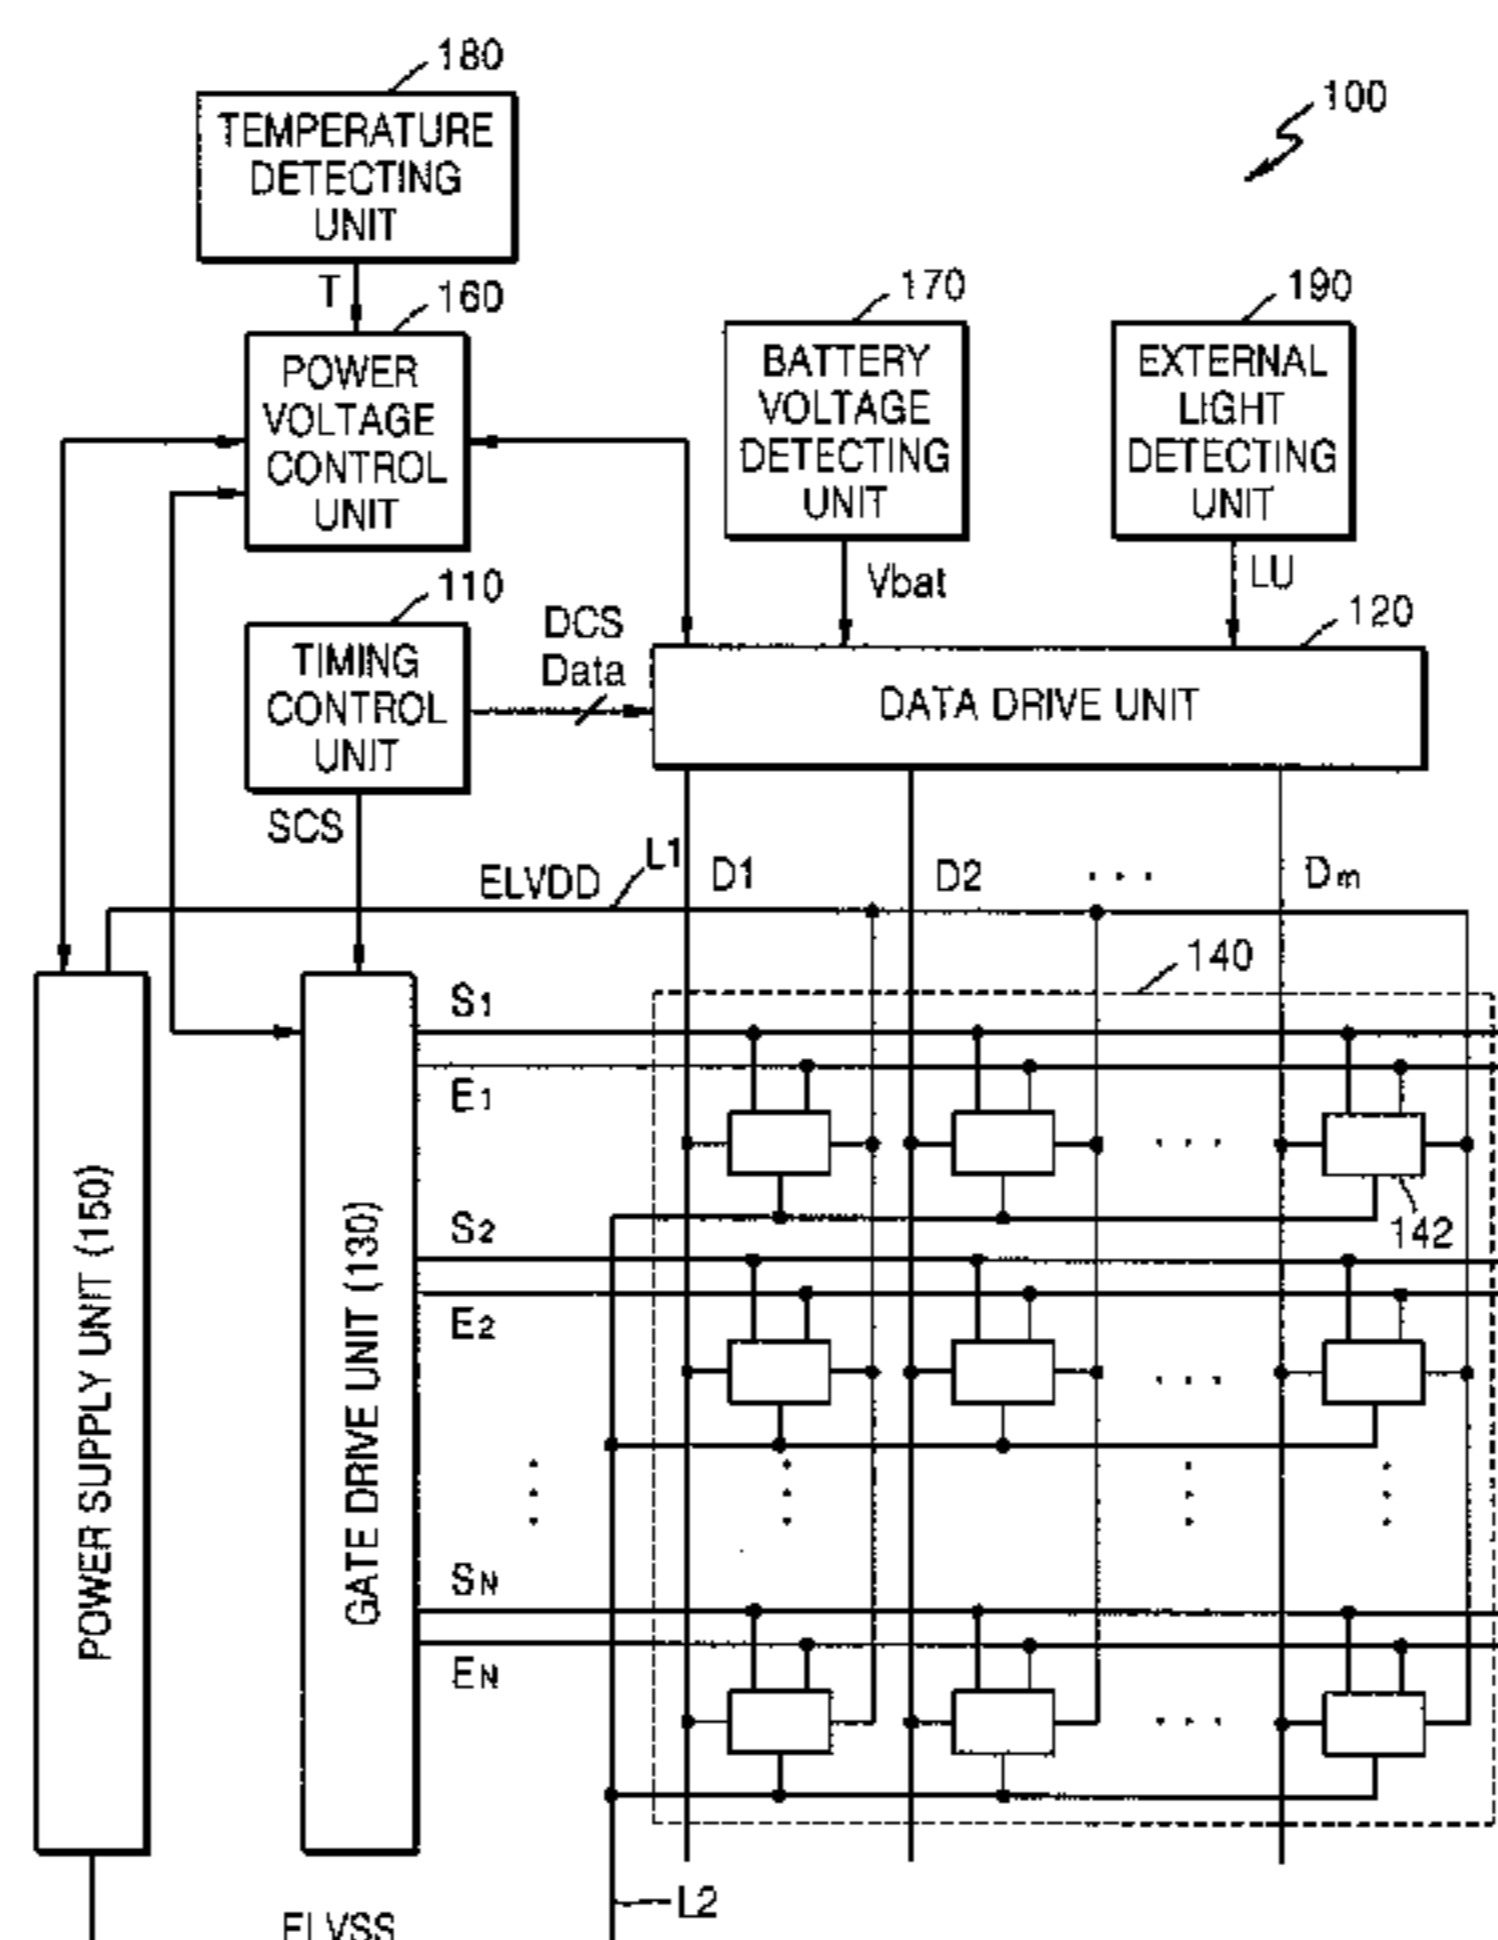 180
100
TEMPERATURE
DETECTING
UNIT
T
160
170
190
POWER
VOLTAGE
CONTROL
UNIT
BATTERY
VOLTAGE
DETECTING
UNIT
EXTERNAL
LIGHT
DETECTING
UNIT
Vbat
LU
110
120
TIMING
CONTROL
UNIT
DCS
Data
DATA DRIVE UNIT
SCS
ELVDD
L1
D1
D2
...
Dm
140
S1
E1
...
142
S2
E2
...
POWER SUPPLY UNIT (150)
GATE DRIVE UNIT (130)
SN
EN
...
L2
ELVSS